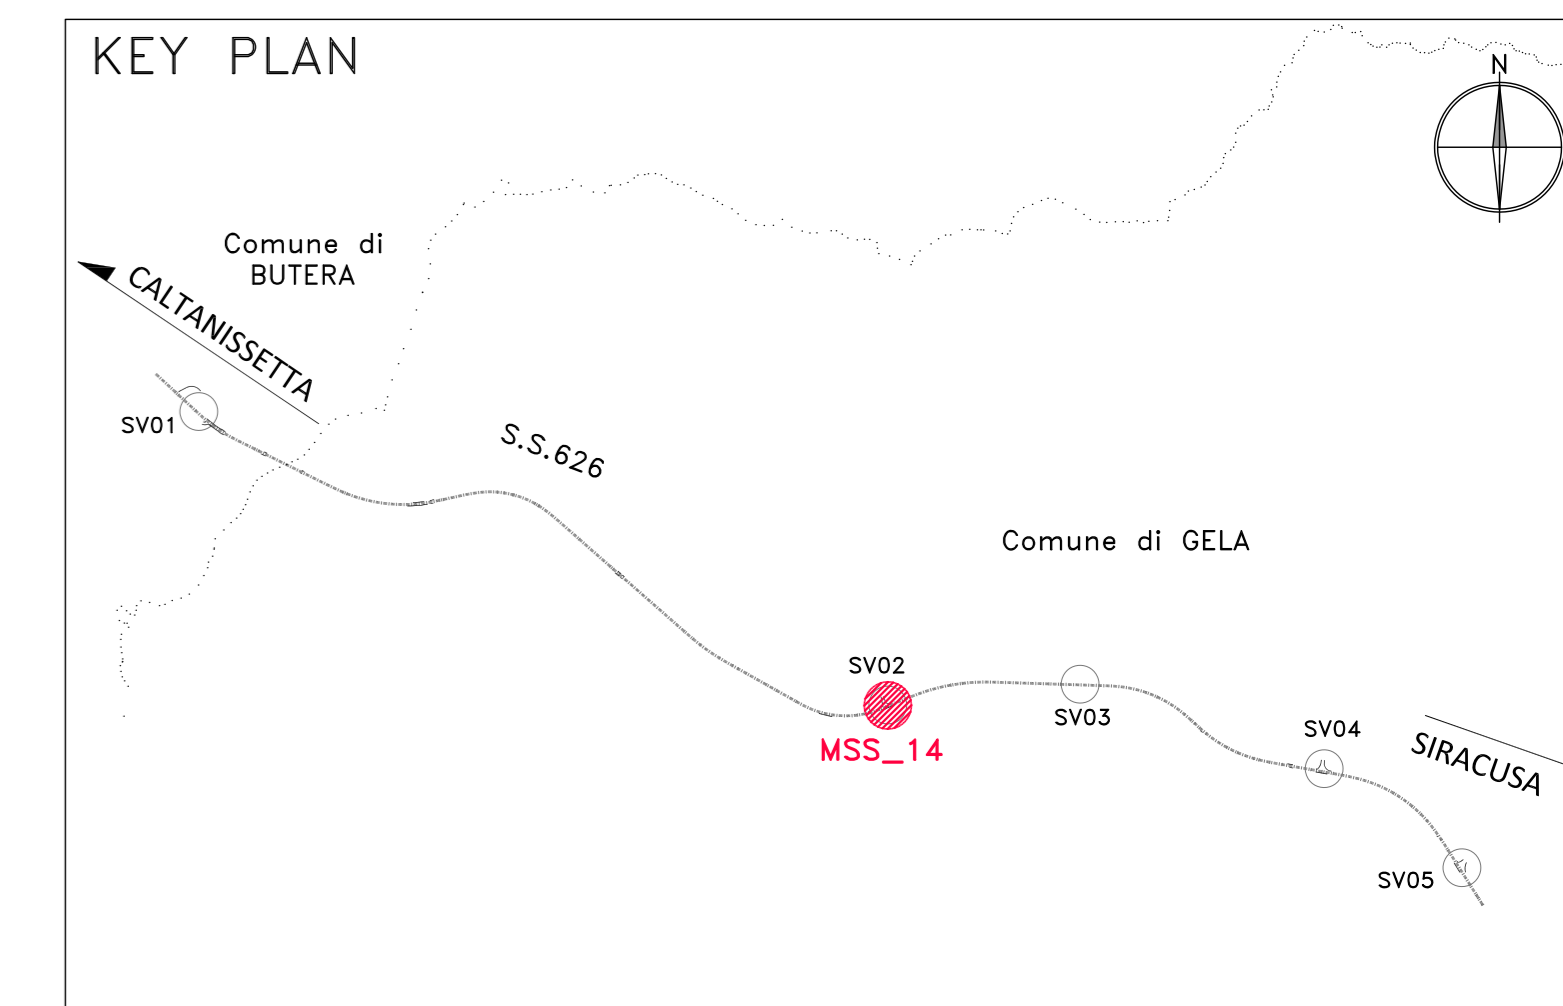 KEY PLAN
N
Comune di
BUTERA
CALTANISSETTA
SV01
S.S.626
Comune di GELA
SV02
MSS_14
SV03
SV04
SIRACUSA
SV05